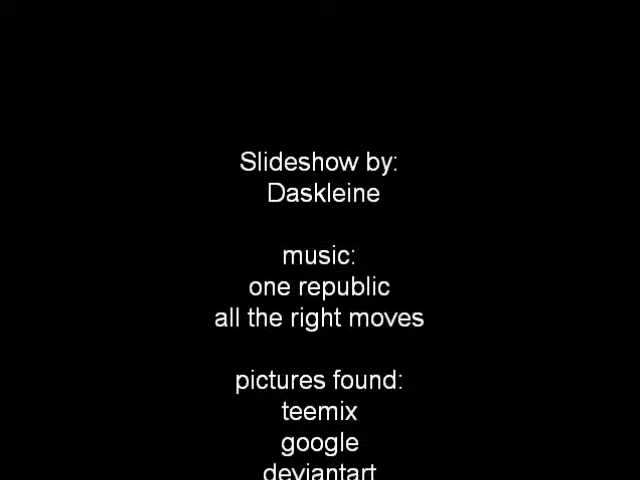 Slideshow by:
Daskleine
music:
one republic
all the right moves
pictures found:
teemix
google
deviantart